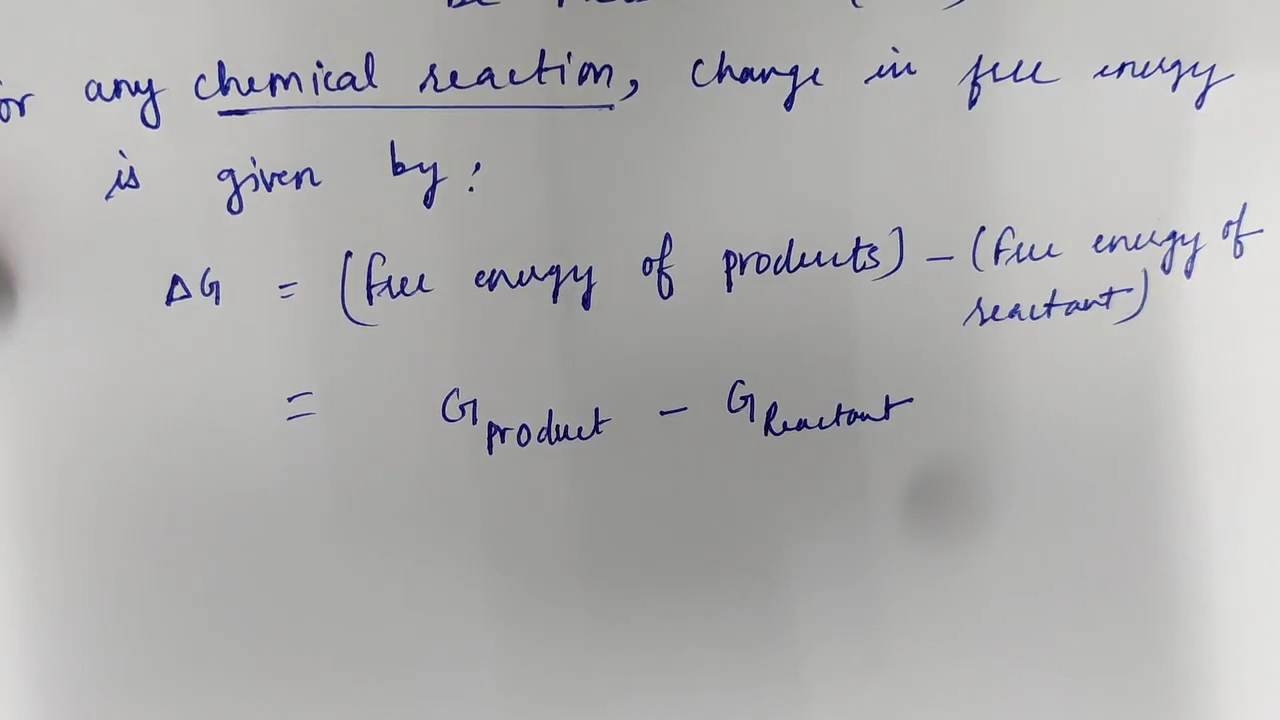 or any chemical reaction, change in free energy
is given by:
ΔG = (free energy of products) – (free energy of
reactant)
= G product – G Reactant